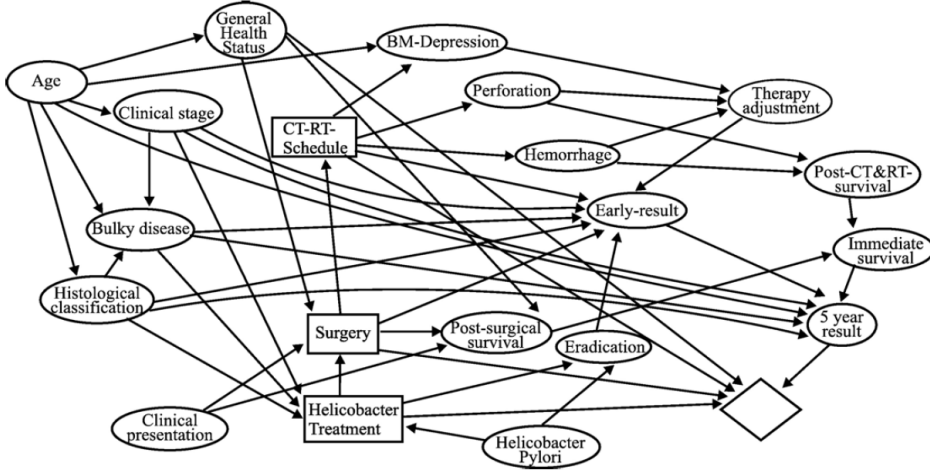 General
Health
Status
BM-Depression
Age
Perforation
Therapy
adjustment
Clinical stage
CT-RT-
Schedule
Hemorrhage
Post-CT&RT-
survival
Early-result
Bulky disease
Immediate
survival
Histological
classification
Surgery
Post-surgical
survival
Eradication
5 year
result
Clinical
presentation
Helicobacter
Treatment
Helicobacter
Pylori